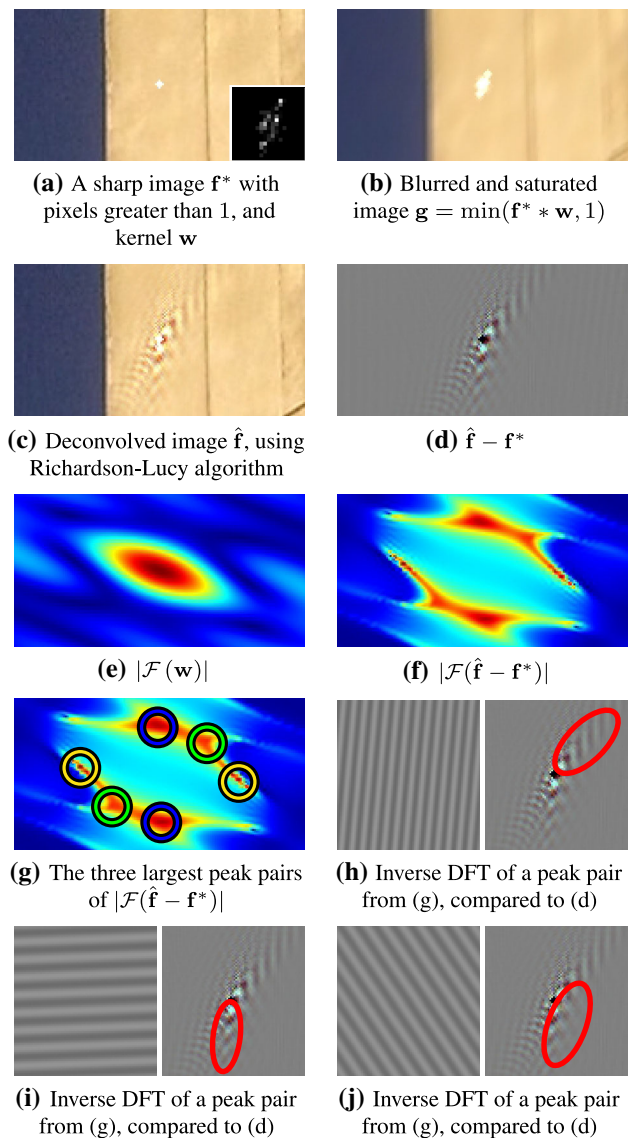 (a) A sharp image f* with
pixels greater than 1, and
kernel w
(b) Blurred and saturated
image g = min(f* * w, 1)
(c) Deconvolved image f̂, using
Richardson-Lucy algorithm
(d) f̂ − f*
(e) |F(w)|
(f) |F(f̂ − f*)|
(g) The three largest peak pairs
of |F(f̂ − f*)|
(h) Inverse DFT of a peak pair
from (g), compared to (d)
(i) Inverse DFT of a peak pair
from (g), compared to (d)
(j) Inverse DFT of a peak pair
from (g), compared to (d)